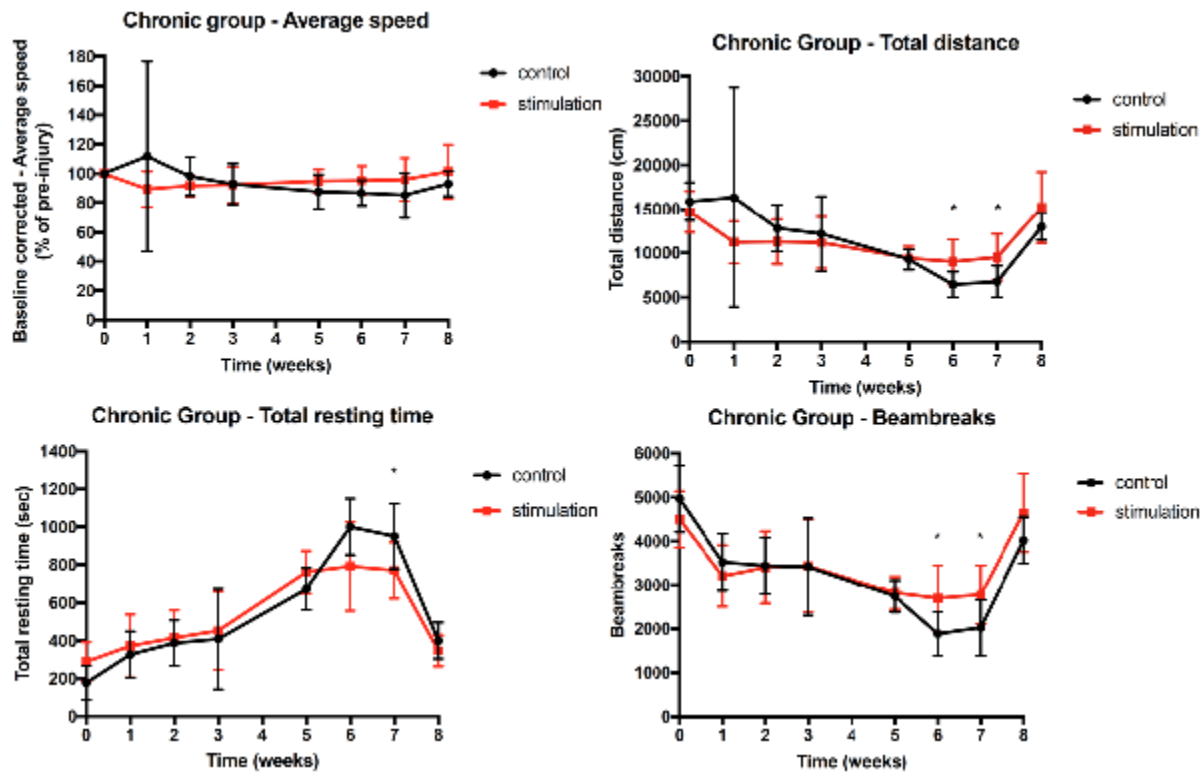 Chronic group - Average speed
Baseline corrected - Average speed
(% of pre-injury)
180
160
140
120
100
80
60
40
20
0
0 1 2 3 4 5 6 7 8
Time (weeks)
control
stimulation
Chronic Group - Total distance
Total distance (cm)
30000
25000
20000
15000
10000
5000
0
* *
0 1 2 3 4 5 6 7 8
Time (weeks)
control
stimulation
Chronic Group - Total resting time
Total resting time (sec)
1400
1200
1000
800
600
400
200
0
*
0 1 2 3 4 5 6 7 8
Time (weeks)
control
stimulation
Chronic Group - Beambreaks
Beambreaks
6000
5000
4000
3000
2000
1000
0
* *
0 1 2 3 4 5 6 7 8
Time (weeks)
control
stimulation